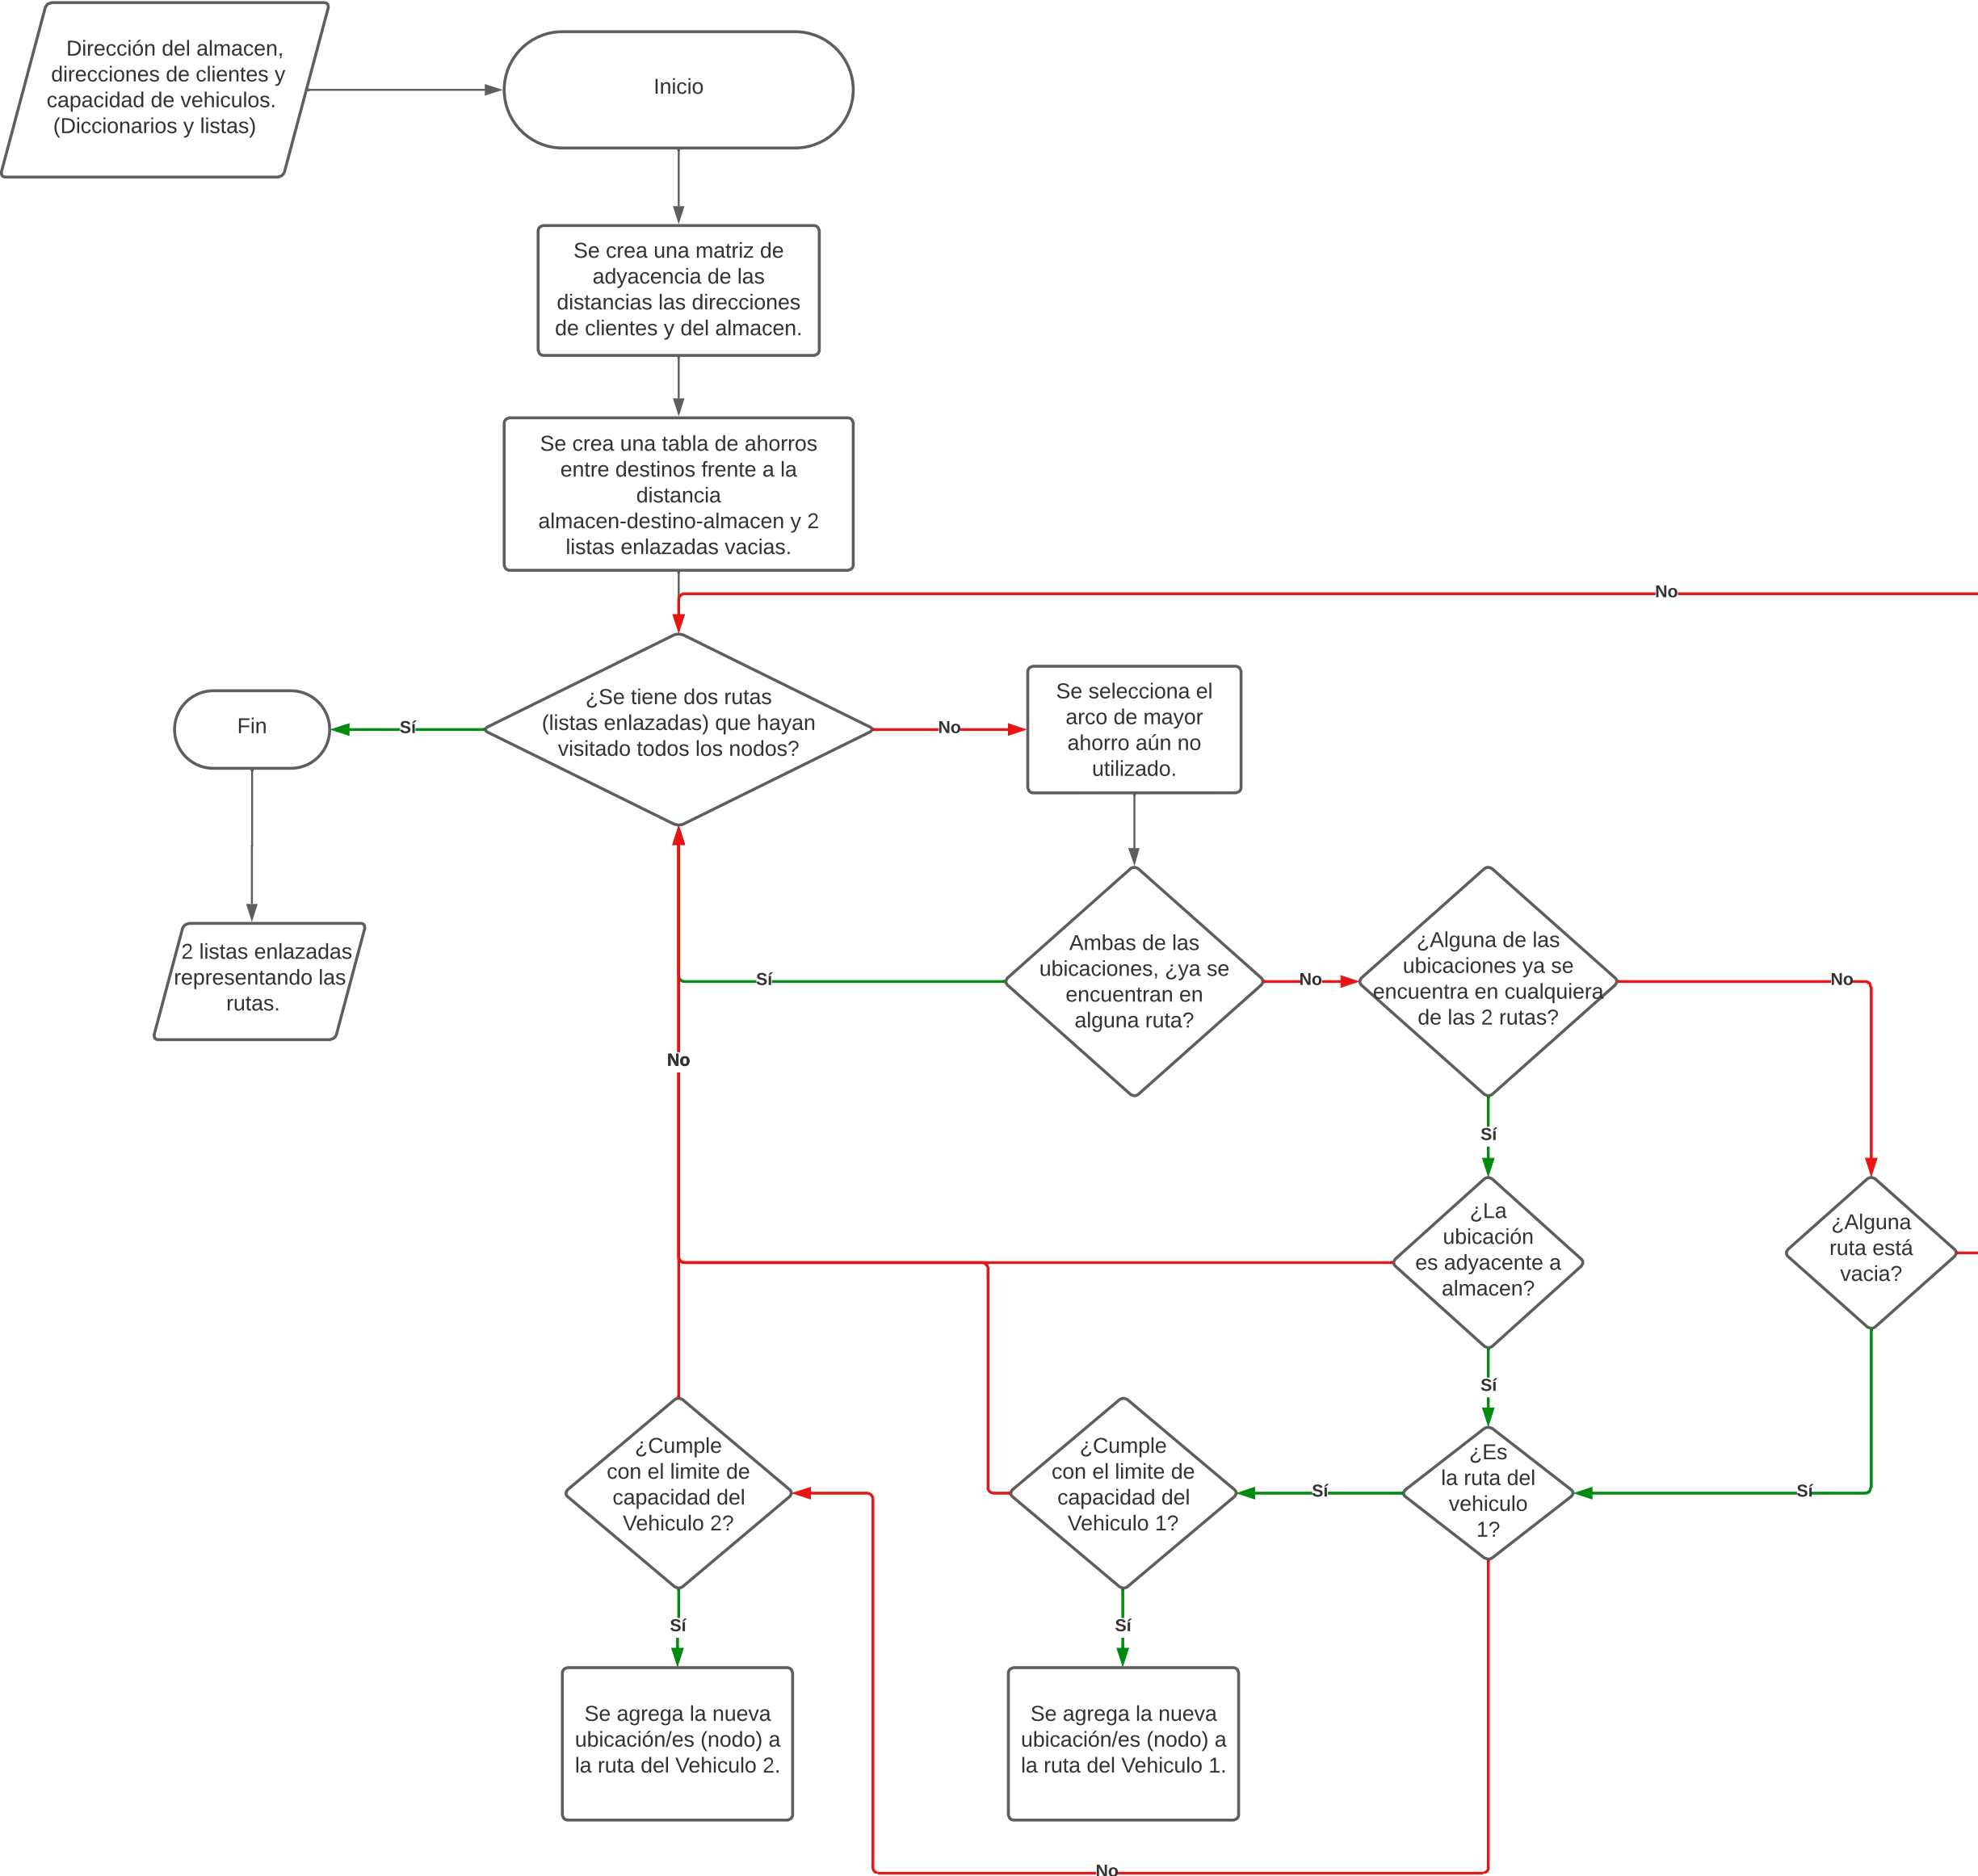 Dirección del almacen,
direcciones de clientes y
capacidad de vehiculos.
(Diccionarios y listas)
Inicio
Se crea una matriz de
adyacencia de las
distancias las direcciones
de clientes y del almacen.
Se crea una tabla de ahorros
entre destinos frente a la
distancia
almacen-destino-almacen y 2
listas enlazadas vacias.
No
¿Se tiene dos rutas
(listas enlazadas) que hayan
visitado todos los nodos?
Sí
Fin
No
Se selecciona el
arco de mayor
ahorro aún no
utilizado.
2 listas enlazadas
representando las
rutas.
Sí
Ambas de las
ubicaciones, ¿ya se
encuentran en
alguna ruta?
No
¿Alguna de las
ubicaciones ya se
encuentra en cualquiera
de las 2 rutas?
No
No
Sí
¿La
ubicación
es adyacente a
almacen?
¿Alguna
ruta está
vacia?
Sí
¿Cumple
con el limite de
capacidad del
Vehiculo 2?
¿Cumple
con el limite de
capacidad del
Vehiculo 1?
Sí
¿Es
la ruta del
vehiculo
1?
Sí
Sí
Sí
Se agrega la nueva
ubicación/es (nodo) a
la ruta del Vehiculo 2.
Se agrega la nueva
ubicación/es (nodo) a
la ruta del Vehiculo 1.
No